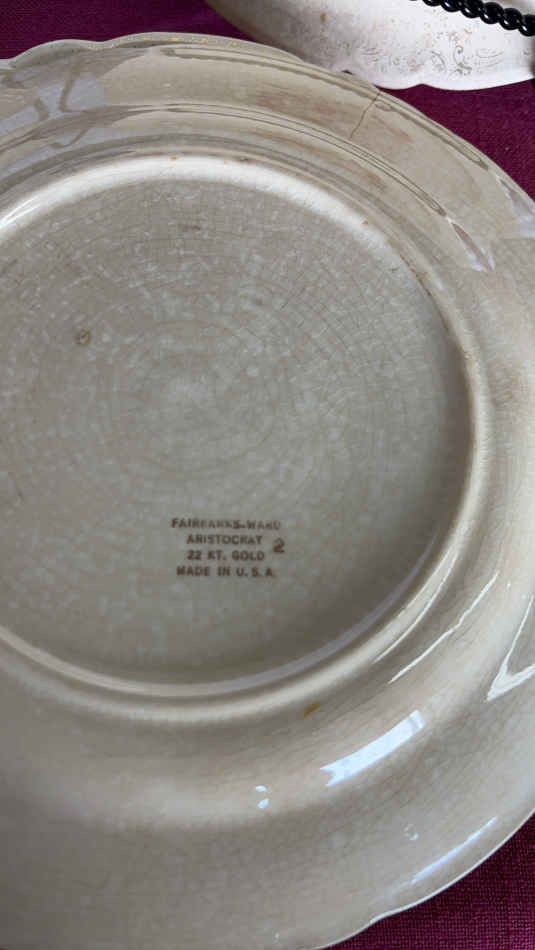 FAIRBANKS-WARD
ARISTOCRAT
22 KT. GOLD 2
MADE IN U.S.A.